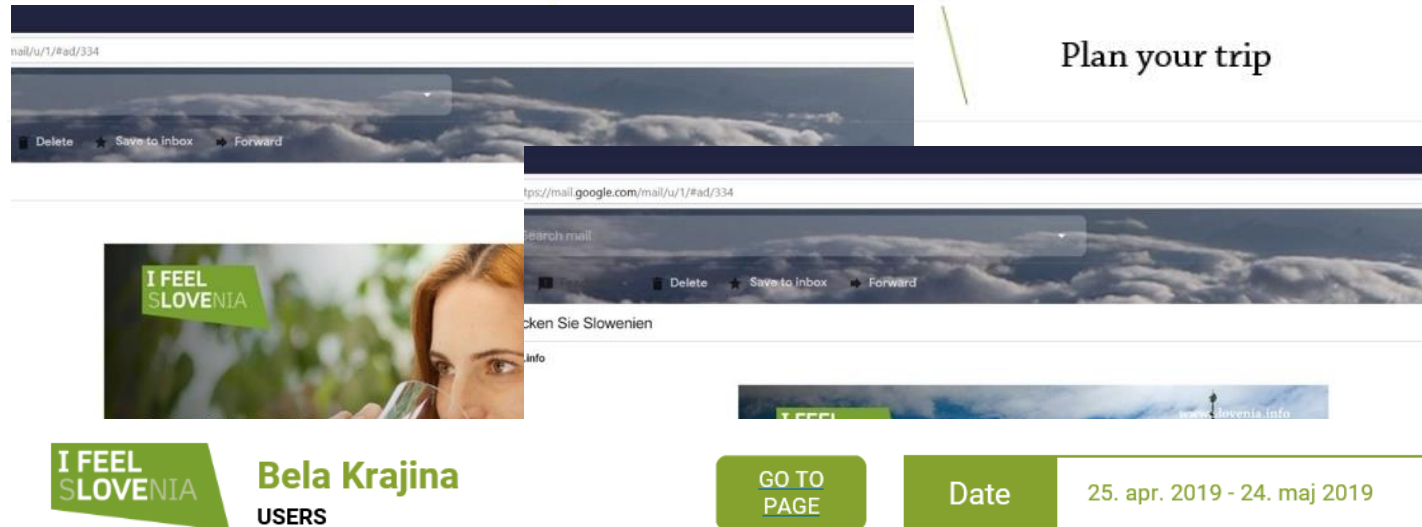 nail/u/1/#ad/334
Delete Save to inbox Forward
Plan your trip
tps://mail.google.com/mail/u/1/#ad/334
Search mail
Delete Save to inbox Forward
cken Sie Slowenien
.info
I FEEL
SLOVENIA
I FEEL
www.slovenia.info
I FEEL
SLOVENIA
Bela Krajina
USERS
GO TO
PAGE
Date
25. apr. 2019 - 24. maj 2019